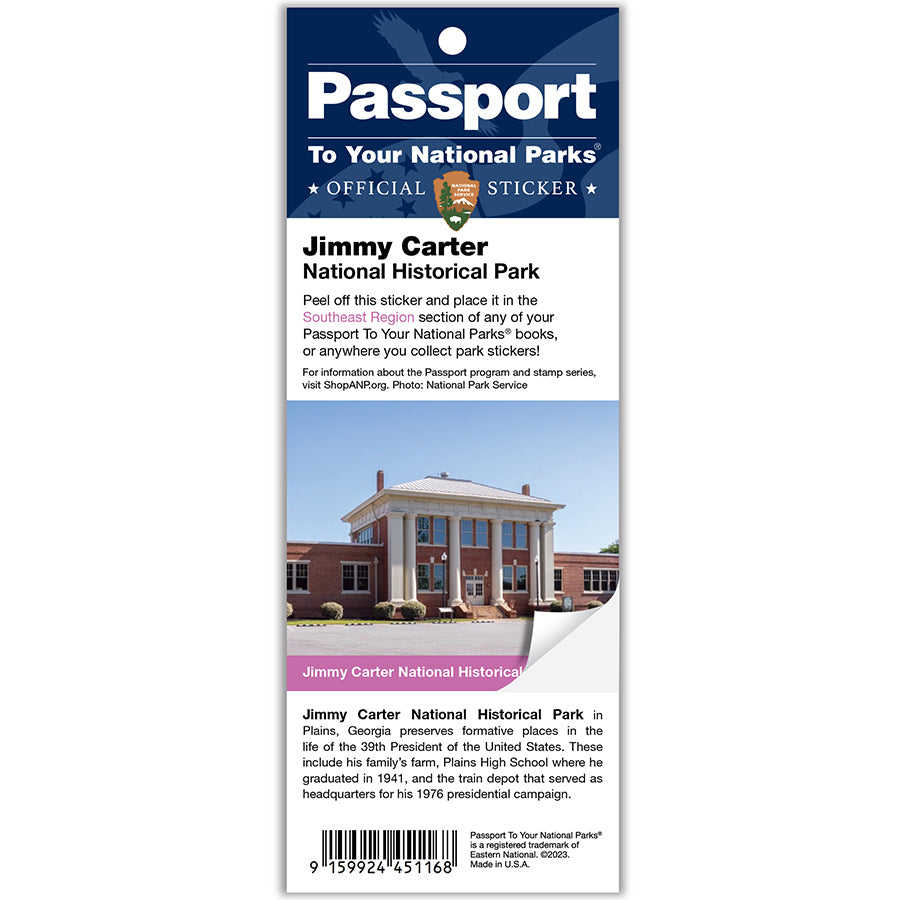 Passport
To Your National Parks®
★ OFFICIAL STICKER ★
NATIONAL
PARK
SERVICE
Jimmy Carter
National Historical Park
Peel off this sticker and place it in the
Southeast Region section of any of your
Passport To Your National Parks® books,
or anywhere you collect park stickers!
For information about the Passport program and stamp series,
visit ShopANP.org. Photo: National Park Service
Jimmy Carter National Historical
Jimmy Carter National Historical Park in
Plains, Georgia preserves formative places in the
life of the 39th President of the United States. These
include his family's farm, Plains High School where he
graduated in 1941, and the train depot that served as
headquarters for his 1976 presidential campaign.
9 159924 451168
Passport To Your National Parks®
is a registered trademark of
Eastern National. ©2023.
Made in U.S.A.